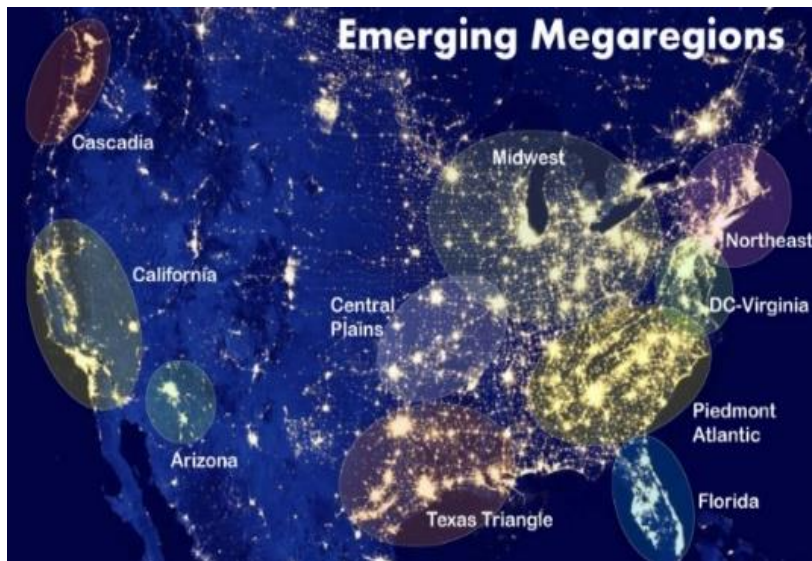 Emerging Megaregions
Cascadia
Midwest
Northeast
California
Central
Plains
DC-Virginia
Piedmont
Atlantic
Arizona
Florida
Texas Triangle